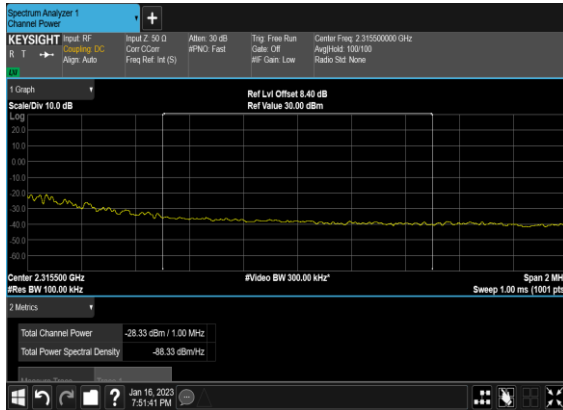 Spectrum Analyzer 1
Channel Power
+
KEYSIGHT Input: RF
R T Coupling: DC
Align: Auto
Input Z: 50 Ω
Corr CCorr
Freq Ref: Int (S)
Atten: 30 dB
#PNO: Fast
Trig: Free Run
Gate: Off
#IF Gain: Low
Center Freq: 2.315500000 GHz
Avg|Hold: 100/100
Radio Std: None
LXI
1 Graph
Scale/Div 10.0 dB
Ref Lvl Offset 8.40 dB
Ref Value 30.00 dBm
Log
20.0
10.0
0.00
-10.0
-20.0
-30.0
-40.0
-50.0
-60.0
Center 2.315500 GHz
#Res BW 100.00 kHz
#Video BW 300.00 kHz*
Span 2 MH
Sweep 1.00 ms (1001 pts
2 Metrics
Total Channel Power -28.33 dBm / 1.00 MHz
Total Power Spectral Density -88.33 dBm/Hz
?
Jan 16, 2023
7:51:41 PM